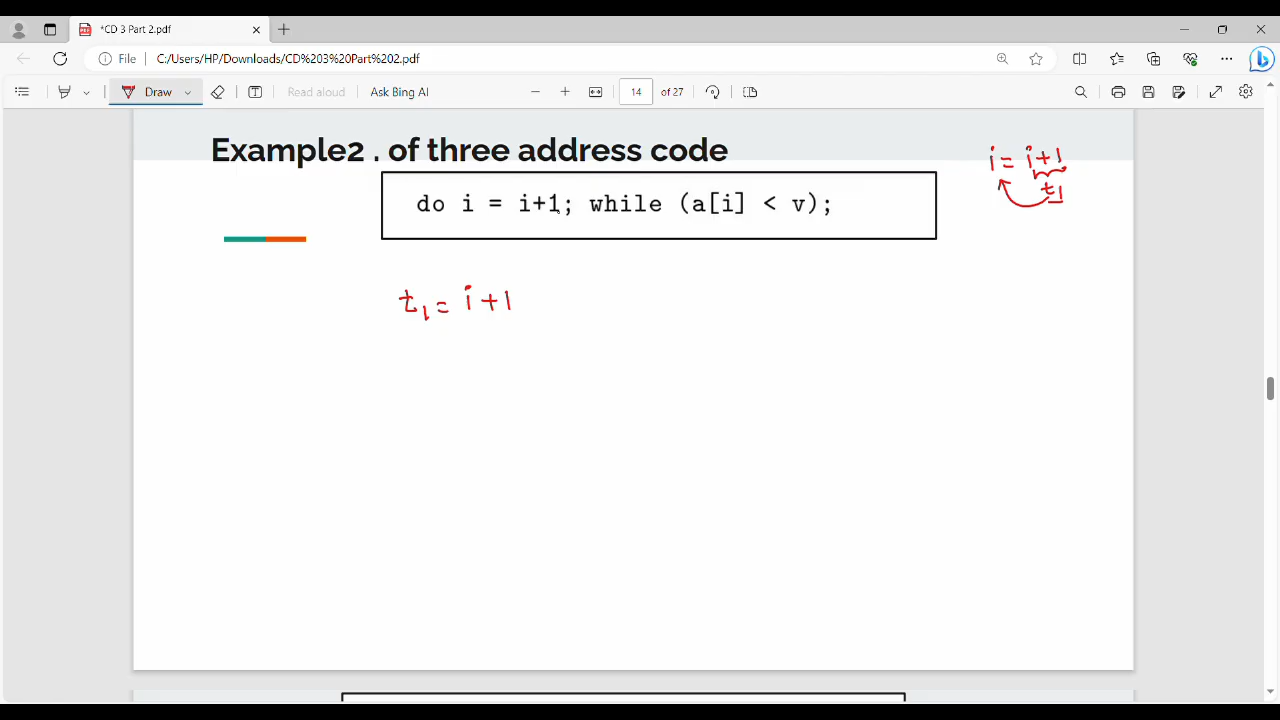 *CD 3 Part 2.pdf
File C:/Users/HP/Downloads/CD%203%20Part%202.pdf
Draw Read aloud Ask Bing AI 14 of 27
Example2 . of three address code
i = i+1
t1
do i = i+1; while (a[i] < v);
t1 = i+1